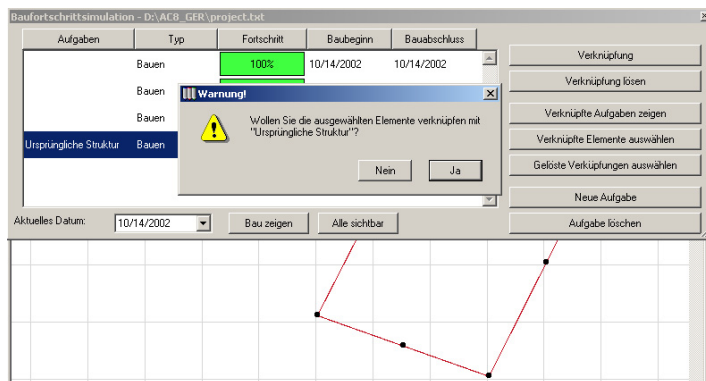 Baufortschrittsimulation - D:\AC8_GER\project.txt
Aufgaben Typ Fortschritt Baubeginn Bauabschluss
Bauen 100% 10/14/2002 10/14/2002
Bauen
Bauen
Ursprüngliche Struktur Bauen
Warnung!
Wollen Sie die ausgewählten Elemente verknüpfen mit
"Ursprüngliche Struktur"?
Nein Ja
Verknüpfung
Verknüpfung lösen
Verknüpfte Aufgaben zeigen
Verknüpfte Elemente auswählen
Gelöste Verküpfungen auswählen
Neue Aufgabe
Aufgabe löschen
Aktuelles Datum: 10/14/2002 Bau zeigen Alle sichtbar